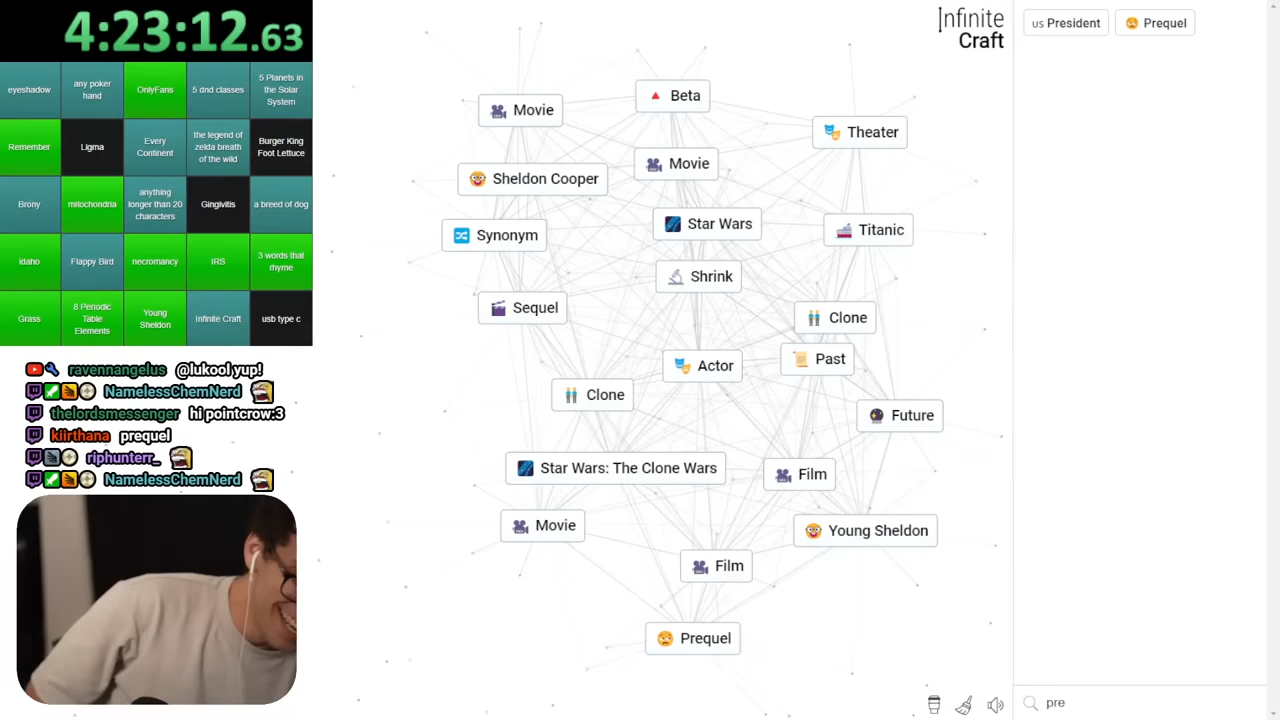 4:23:12.63
eyeshadow
any poker
hand
OnlyFans
5 dnd classes
5 Planets in
the Solar
System
Remember
Ligma
Every
Continent
the legend of
zelda breath
of the wild
Burger King
Foot Lettuce
Brony
mitochondria
anything
longer than 20
characters
Gingivitis
a breed of dog
idaho
Flappy Bird
necromancy
IRS
3 words that
rhyme
Grass
8 Periodic
Table
Elements
Young
Sheldon
Infinite Craft
usb type c
ravennangelus @lukool yup!
NamelessChemNerd
thelordsmessenger hi pointcrow:3
kiirthana prequel
riphunterr_
NamelessChemNerd
Infinite
Craft
Movie
Beta
Theater
Movie
Sheldon Cooper
Star Wars
Titanic
Synonym
Shrink
Sequel
Clone
Past
Actor
Clone
Future
Star Wars: The Clone Wars
Film
Movie
Young Sheldon
Film
Prequel
US President
Prequel
pre